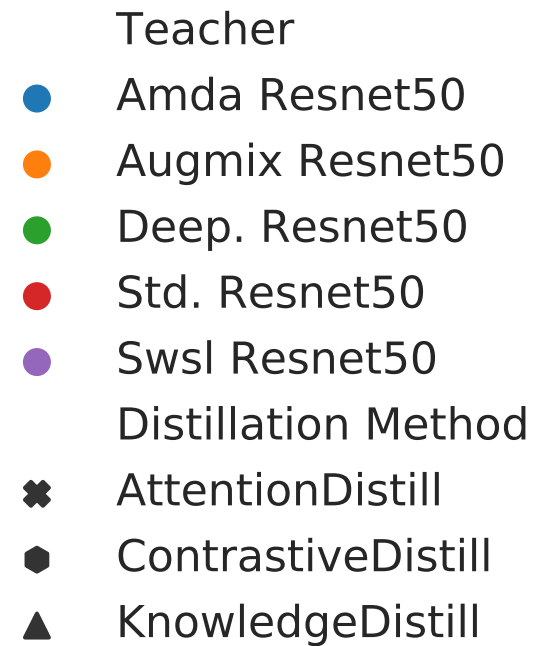 Teacher
Amda Resnet50
Augmix Resnet50
Deep. Resnet50
Std. Resnet50
Swsl Resnet50
Distillation Method
AttentionDistill
ContrastiveDistill
KnowledgeDistill